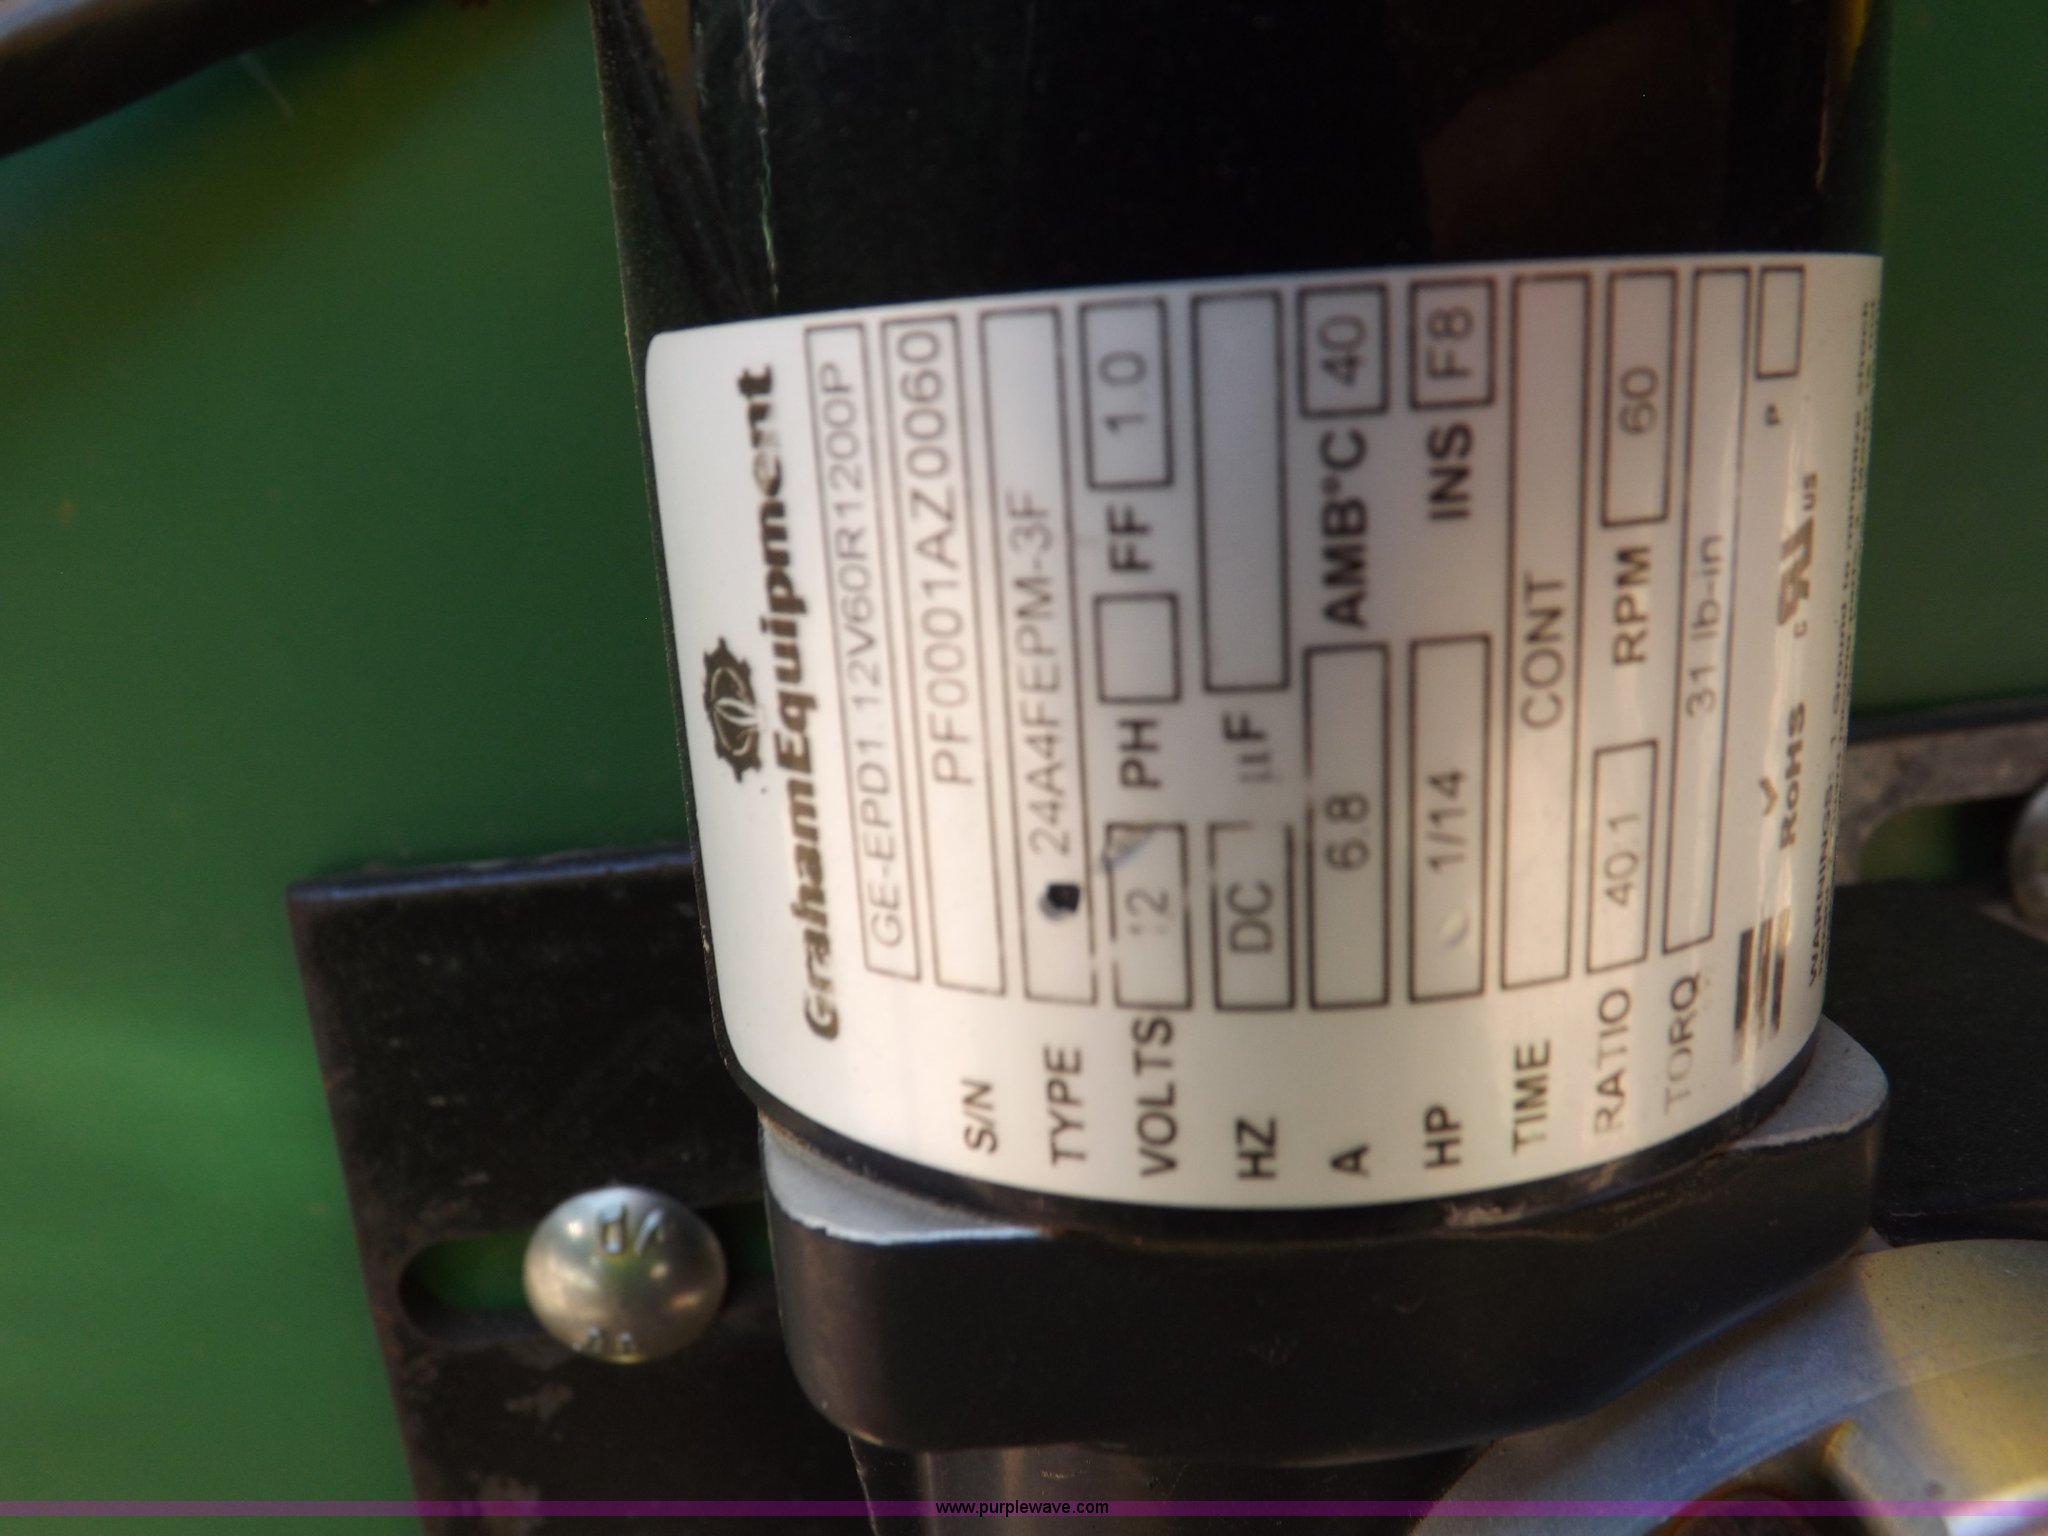 GrahamEquipment
GE-EPD1.12V60R1200P
S/N PF0001AZ0060
TYPE 24A4FEPM-3F
VOLTS 12 PH FF 1.0
HZ DC µF
A 6.8 AMB°C 40
HP 1/14 INS F8
TIME CONT
RATIO 40:1 RPM 60
TORQ 31 lb-in
RoHS c US P
WARNINGS:
www.purplewave.com